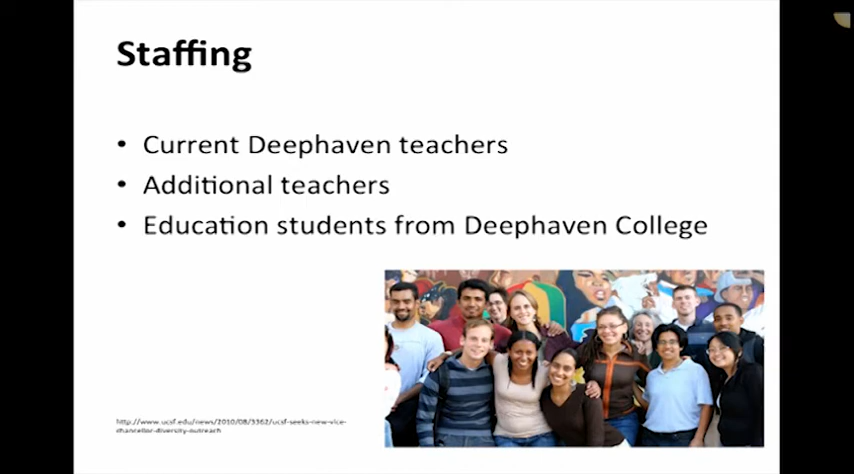 Staffing
• Current Deephaven teachers
• Additional teachers
• Education students from Deephaven College
http://www.ucsf.edu/news/2010/08/3362/ucsf-seeks-new-vice-
chancellor-diversity-outreach